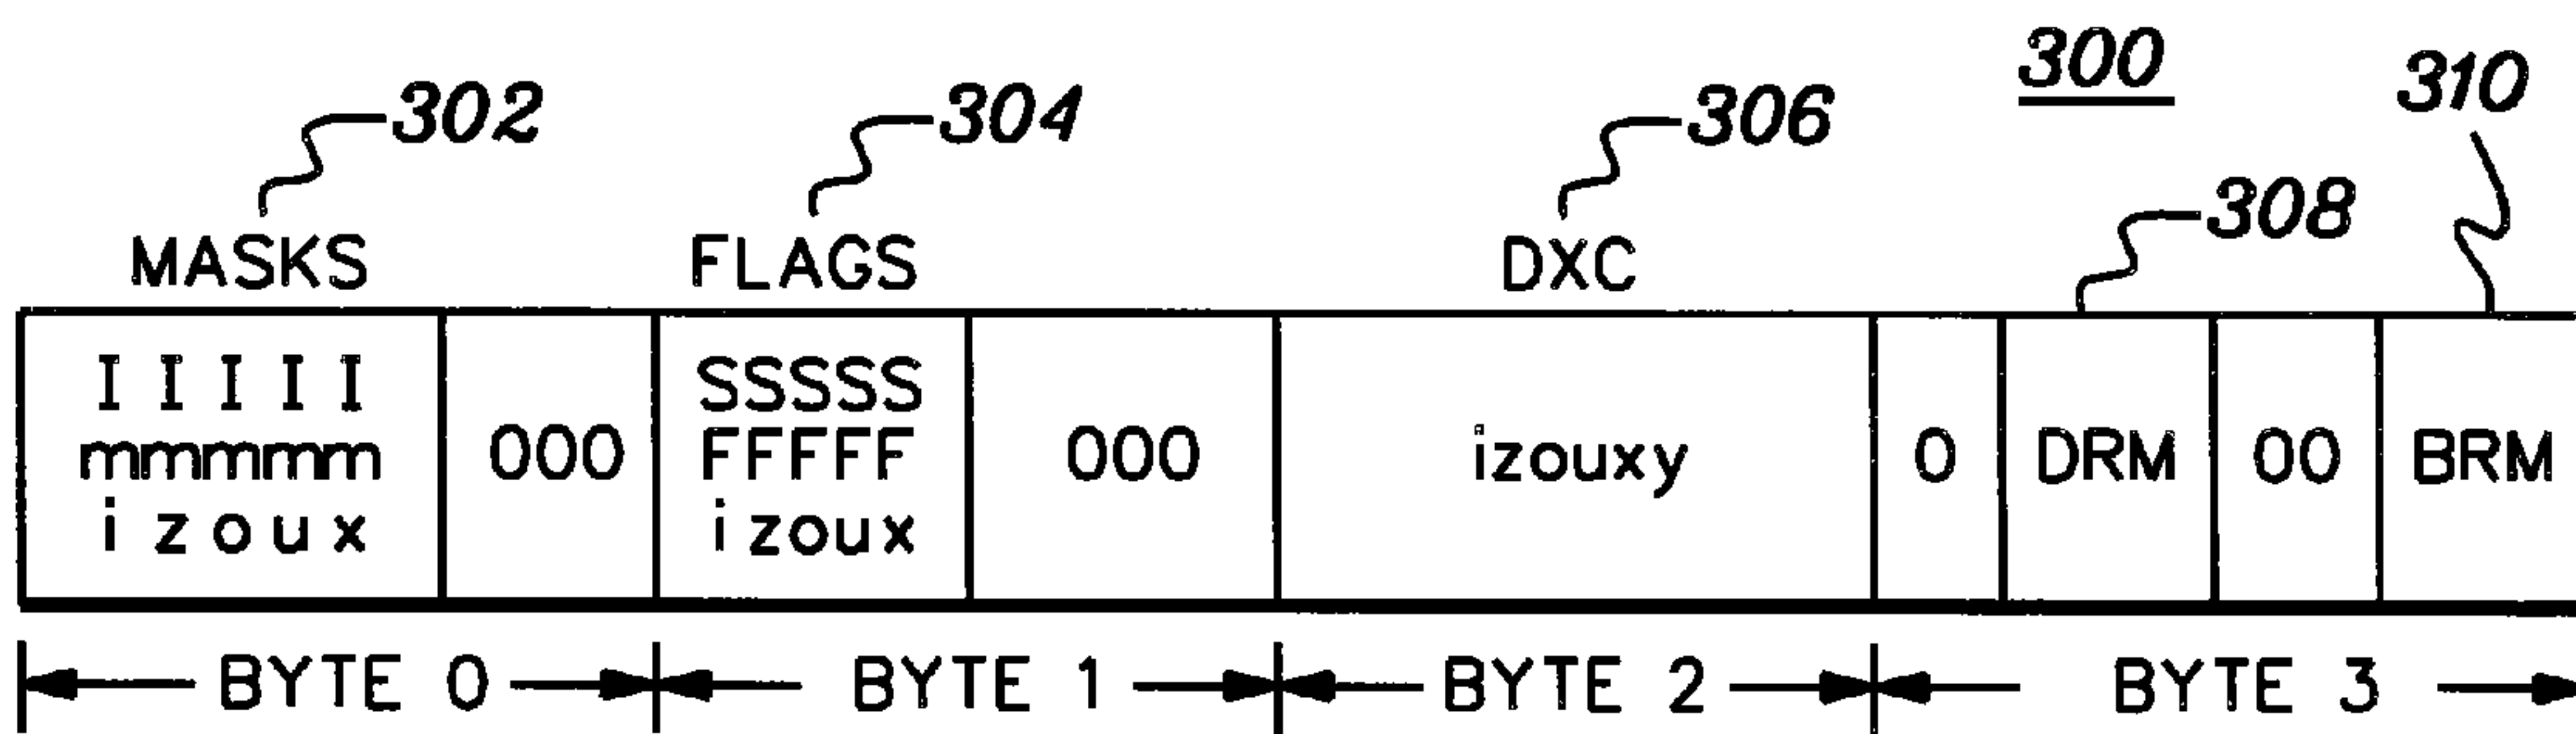 300
310
302
304
306
308
MASKS
FLAGS
DXC
I I I I I
mmmmm
i z o u x
000
SSSSS
FFFFF
izoux
000
izouxy
0
DRM
00
BRM
BYTE 0
BYTE 1
BYTE 2
BYTE 3